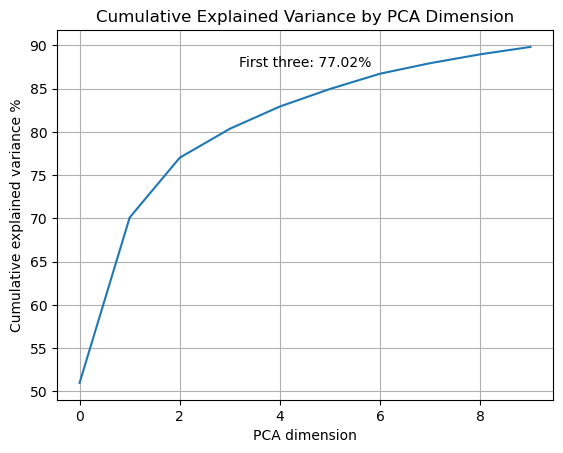 Cumulative Explained Variance by PCA Dimension
90
First three: 77.02%
85
80
75
70
65
60
55
50
Cumulative explained variance %
0 2 4 6 8
PCA dimension